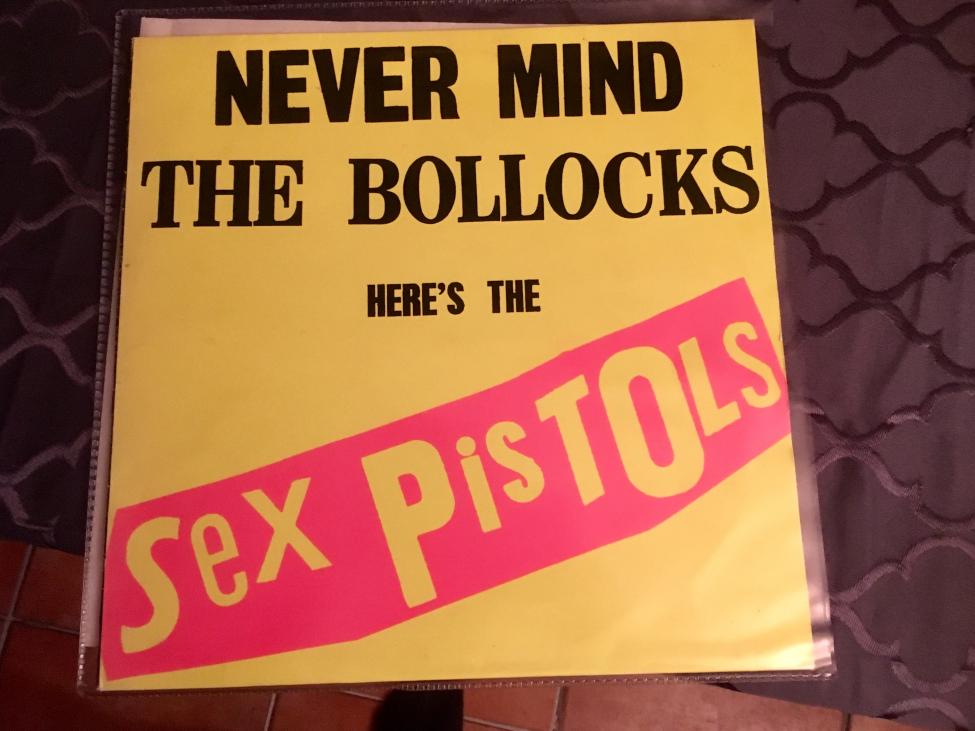 NEVER MIND
THE BOLLOCKS
HERE'S THE
Sex PisTOLS